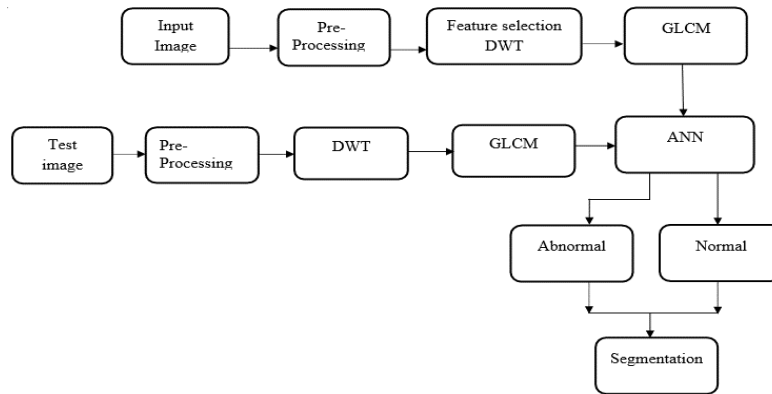 Input
Image
Pre-
Processing
Feature selection
DWT
GLCM
Test
image
Pre-
Processing
DWT
GLCM
ANN
Abnormal
Normal
Segmentation